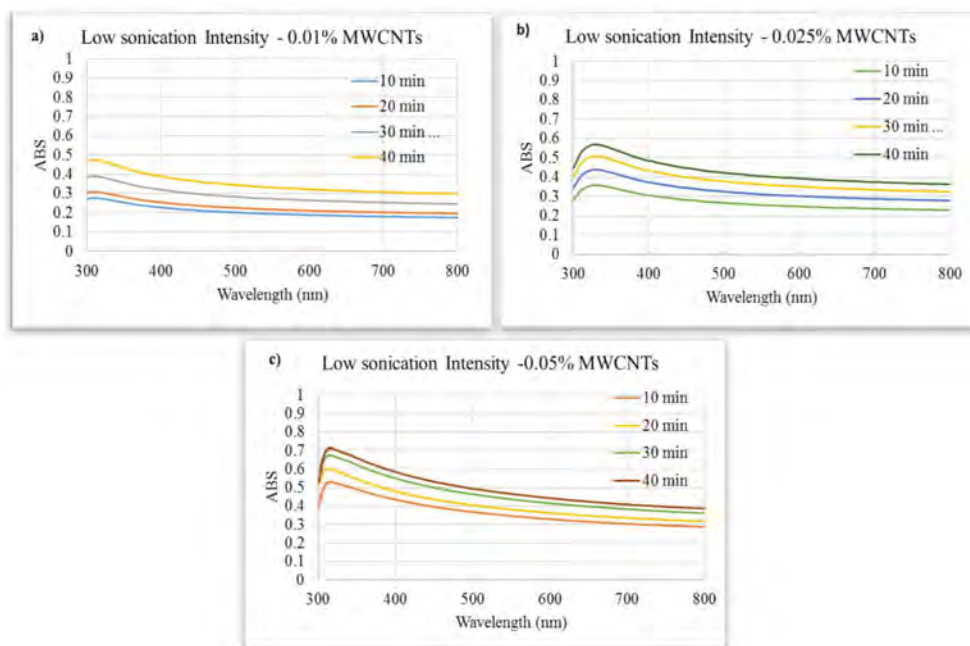 a)
Low sonication Intensity - 0.01% MWCNTs
10 min
20 min
30 min ...
40 min
1
0.9
0.8
0.7
0.6
0.5
0.4
0.3
0.2
0.1
0
ABS
300 400 500 600 700 800
Wavelength (nm)
b)
Low sonication Intensity - 0.025% MWCNTs
10 min
20 min
30 min ...
40 min
1
0.9
0.8
0.7
0.6
0.5
0.4
0.3
0.2
0.1
0
ABS
300 400 500 600 700 800
Wavelength (nm)
c)
Low sonication Intensity -0.05% MWCNTs
10 min
20 min
30 min
40 min
1
0.9
0.8
0.7
0.6
0.5
0.4
0.3
0.2
0.1
0
ABS
300 400 500 600 700 800
Wavelength (nm)